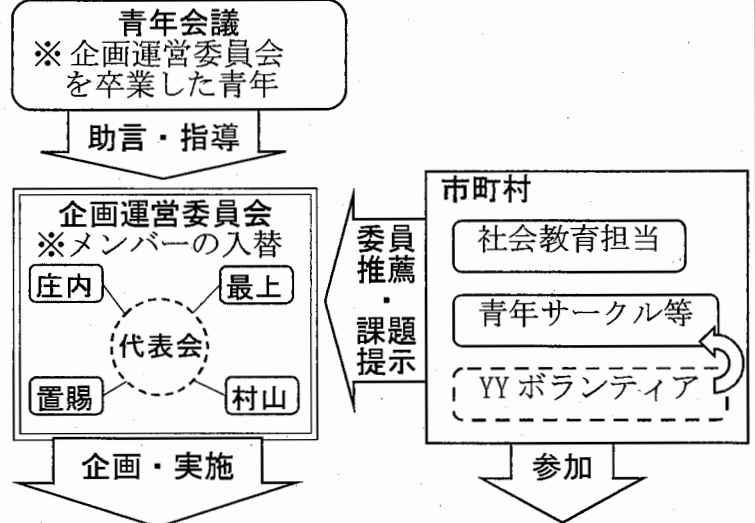 青年会議
※ 企画運営委員会
を卒業した青年
助言・指導
企画運営委員会
※メンバーの入替
庄内
最上
代表会
置賜
村山
企画・実施
委員
推薦
・
課題
提示
市町村
社会教育担当
青年サークル等
YYボランティア
参加